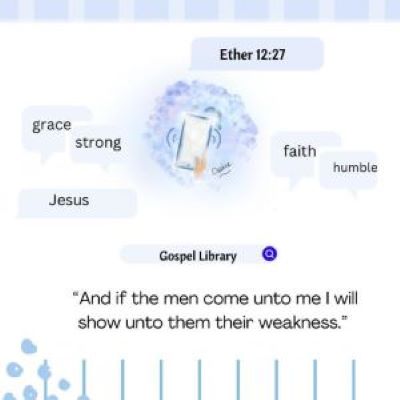 Ether 12:27
grace
strong
faith
humble
Jesus
Gospel Library
“And if the men come unto me I will
show unto them their weakness.”